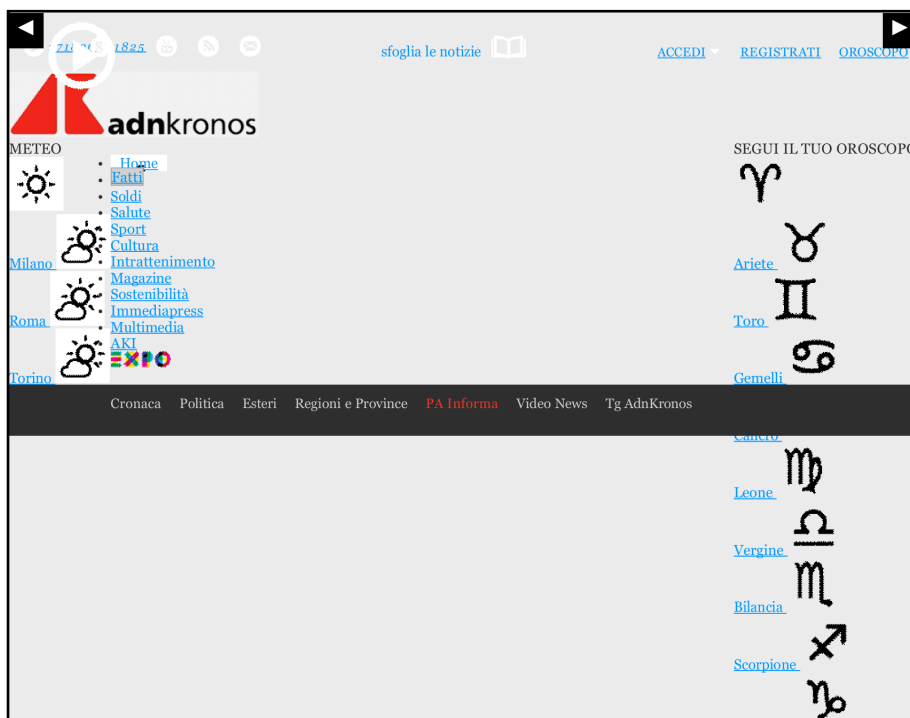 sfoglia le notizie
ACCEDI
REGISTRATI
OROSCOPO
adnkronos
METEO
Milano
Roma
Torino
Home
Fatti
Soldi
Salute
Sport
Cultura
Intrattenimento
Magazine
Sostenibilità
Immediapress
Multimedia
AKI
EXPO
Cronaca Politica Esteri Regioni e Province PA Informa Video News Tg AdnKronos
SEGUI IL TUO OROSCOPO
Ariete
Toro
Gemelli
Cancro
Leone
Vergine
Bilancia
Scorpione